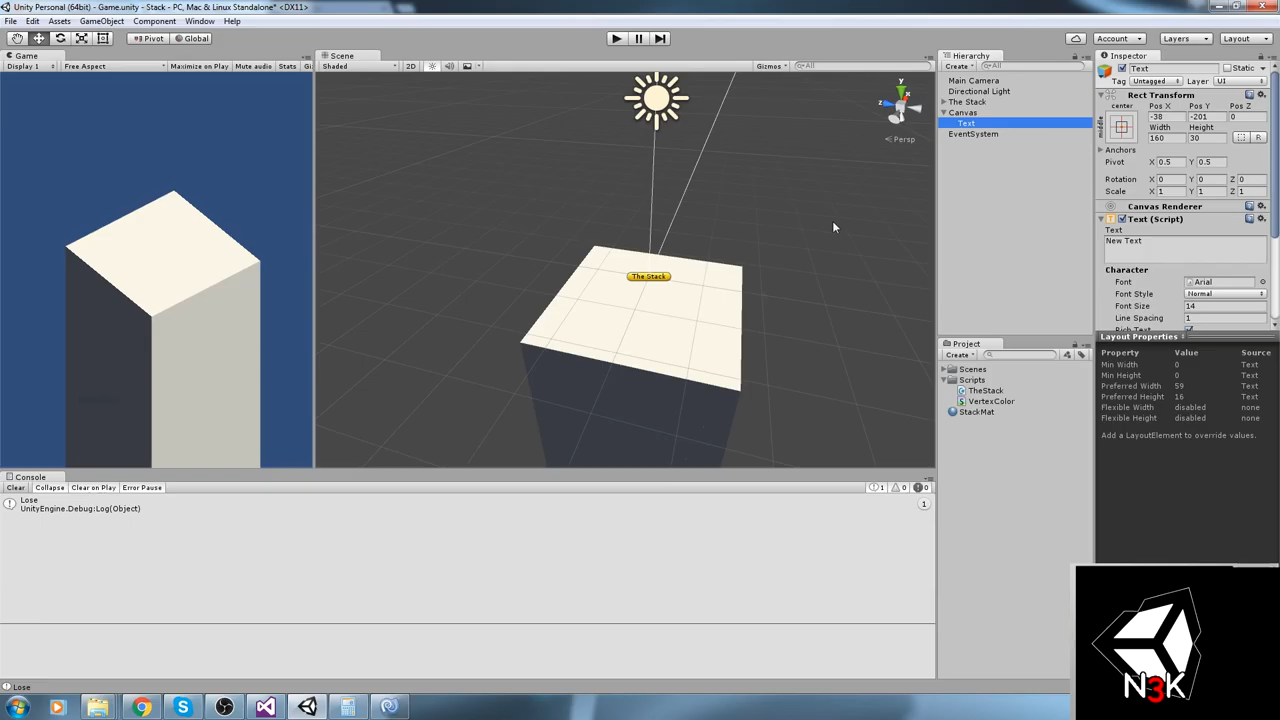 Unity Personal (64bit) - Game.unity - Stack - PC, Mac & Linux Standalone* <DX11>
File Edit Assets GameObject Component Window Help
Pivot Global Account Layers Layout
Game Scene Hierarchy Inspector
Display 1 Free Aspect Maximize on Play Mute audio Stats Shaded 2D Gizmos All Create All
Text Static
Tag Untagged Layer UI
Main Camera
Directional Light
The Stack
Canvas
Text
EventSystem
y
x
z
Persp
The Stack
Rect Transform
center Pos X Pos Y Pos Z
middle -38 -201 0
Width Height
160 30 R
Anchors
Pivot X 0.5 Y 0.5
Rotation X 0 Y 0 Z 0
Scale X 1 Y 1 Z 1
Canvas Renderer
Text (Script)
Text
New Text
Character
Font Arial
Font Style Normal
Font Size 14
Line Spacing 1
Rich Text
Project
Create
Scenes
Scripts
TheStack
VertexColor
StackMat
Layout Properties
Property Value Source
Min Width 0 Text
Min Height 0 Text
Preferred Width 59 Text
Preferred Height 16 Text
Flexible Width disabled none
Flexible Height disabled none
Add a LayoutElement to override values.
Console
Clear Collapse Clear on Play Error Pause 1 0 0
Lose
UnityEngine.Debug:Log(Object) 1
Lose
N3K